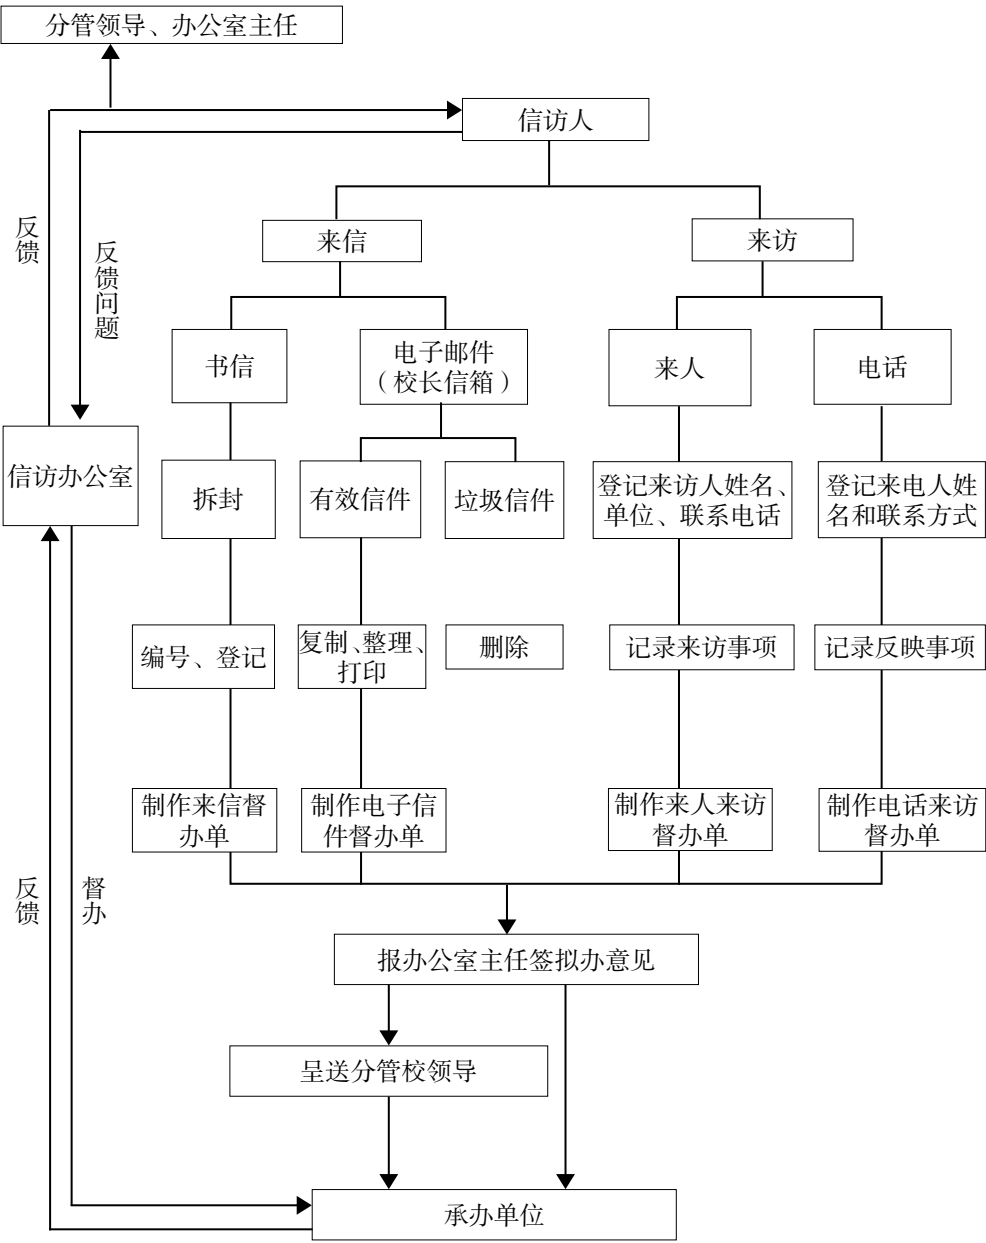 分管领导、办公室主任
信访人
反馈
反馈问题
来信
来访
书信
电子邮件
（校长信箱）
来人
电话
信访办公室
拆封
有效信件
垃圾信件
登记来访人姓名、
单位、联系电话
登记来电人姓
名和联系方式
编号、登记
复制、整理、
打印
删除
记录来访事项
记录反映事项
制作来信督
办单
制作电子信
件督办单
制作来人来访
督办单
制作电话来访
督办单
反馈
督办
报办公室主任签拟办意见
呈送分管校领导
承办单位